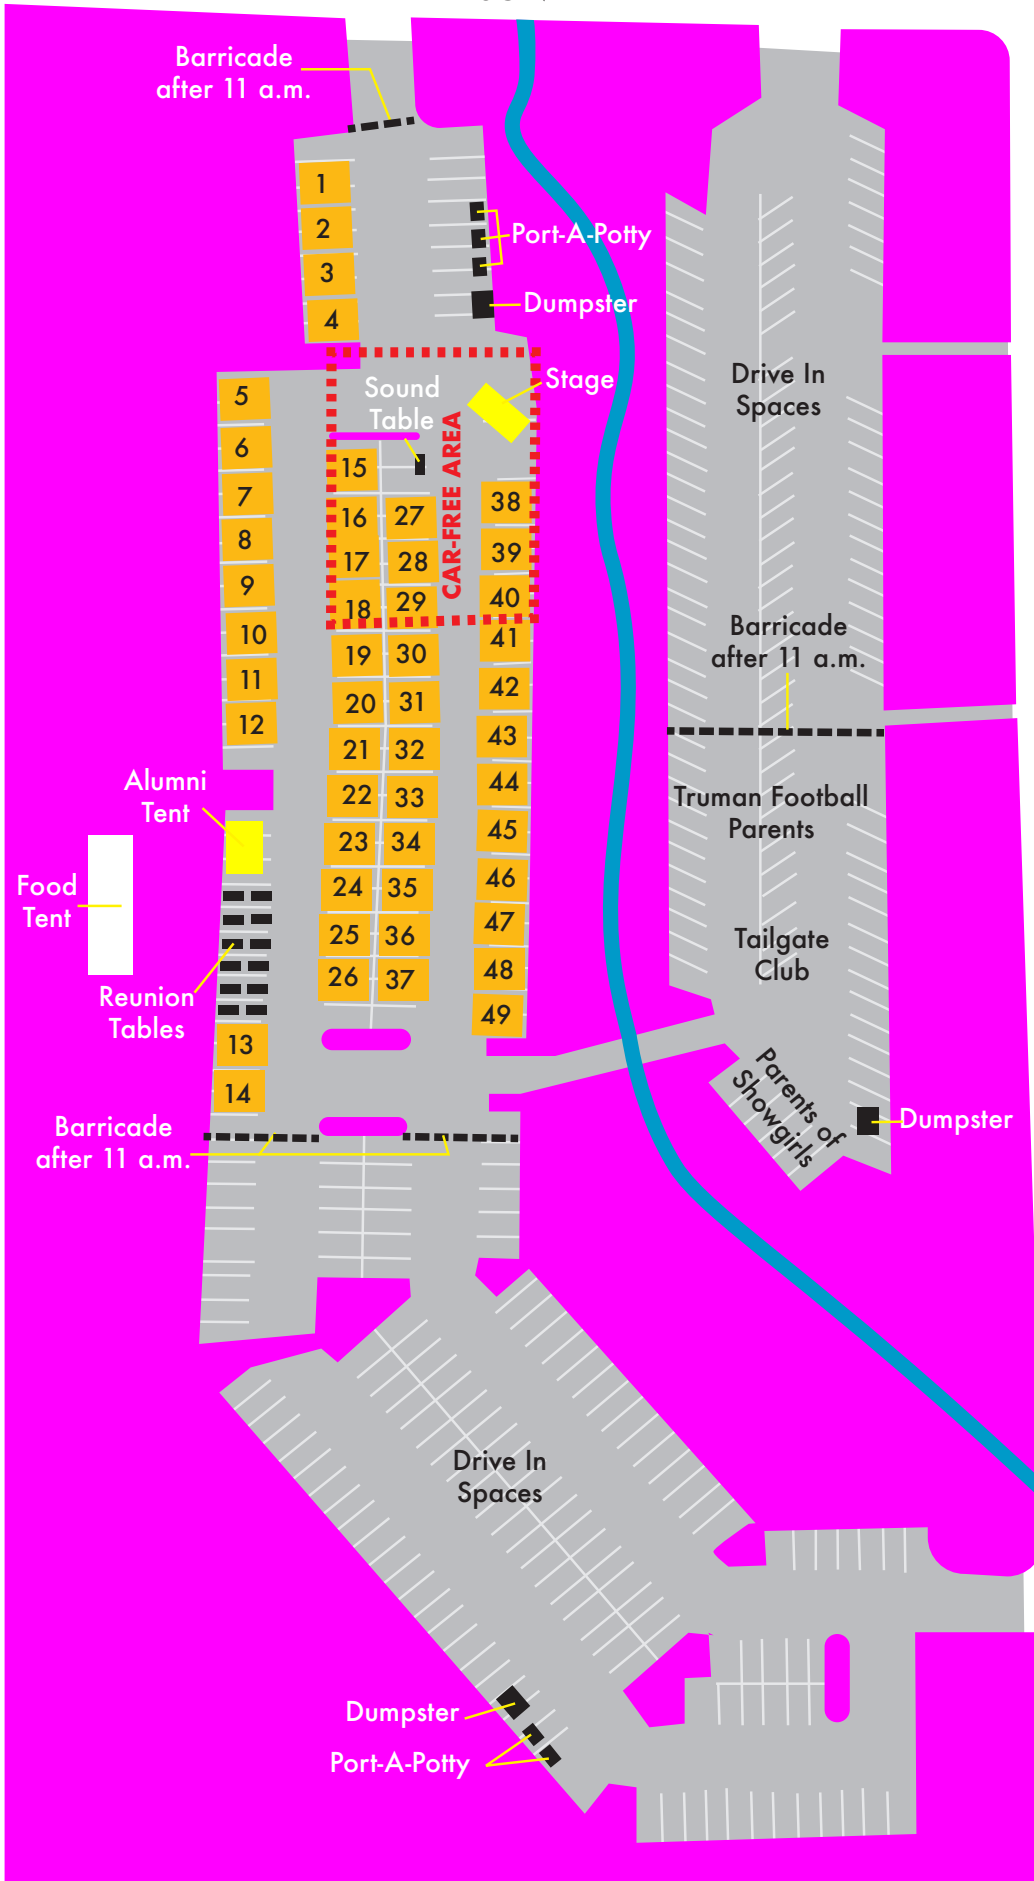 Barricade
after 11 a.m.
1
2
3
4
Port-A-Potty
Dumpster
Drive In
Spaces
Stage
Sound
Table
CAR-FREE AREA
5
6
7
8
9
10
11
12
15
16
17
18
19
20
21
22
23
24
25
26
27
28
29
30
31
32
33
34
35
36
37
38
39
40
41
42
43
44
45
46
47
48
49
Barricade
after 11 a.m.
Truman Football
Parents
Tailgate
Club
Alumni
Tent
Food
Tent
Reunion
Tables
13
14
Parents of
Showgirls
Dumpster
Barricade
after 11 a.m.
Drive In
Spaces
Dumpster
Port-A-Potty